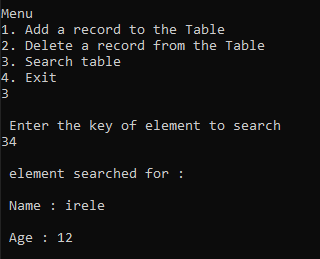 Menu
1. Add a record to the Table
2. Delete a record from the Table
3. Search table
4. Exit
3
Enter the key of element to search
34
element searched for :
Name : irele
Age : 12